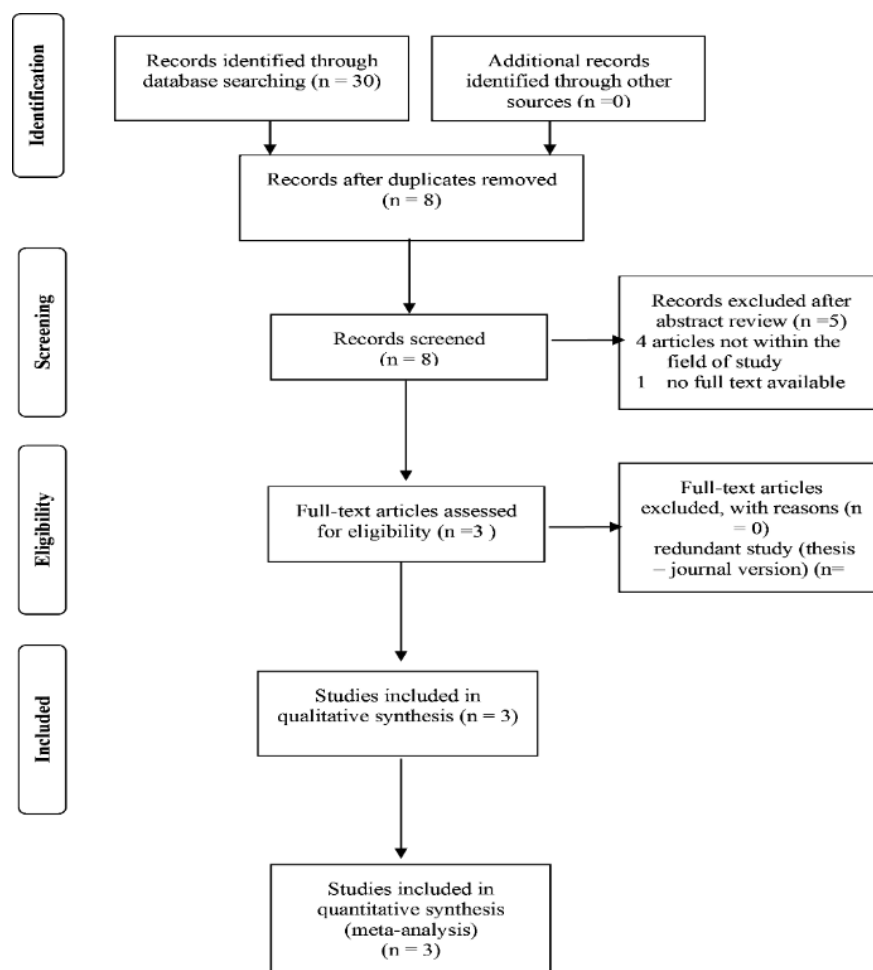 Identification
Records identified through
database searching (n = 30)
Additional records
identified through other
sources (n =0)
Records after duplicates removed
(n = 8)
Screening
Records screened
(n = 8)
Records excluded after
abstract review (n =5)
4 articles not within the
field of study
1 no full text available
Eligibility
Full-text articles assessed
for eligibility (n =3 )
Full-text articles
excluded, with reasons (n
= 0)
redundant study (thesis
– journal version) (n=
Included
Studies included in
qualitative synthesis (n = 3)
Studies included in
quantitative synthesis
(meta-analysis)
(n = 3)